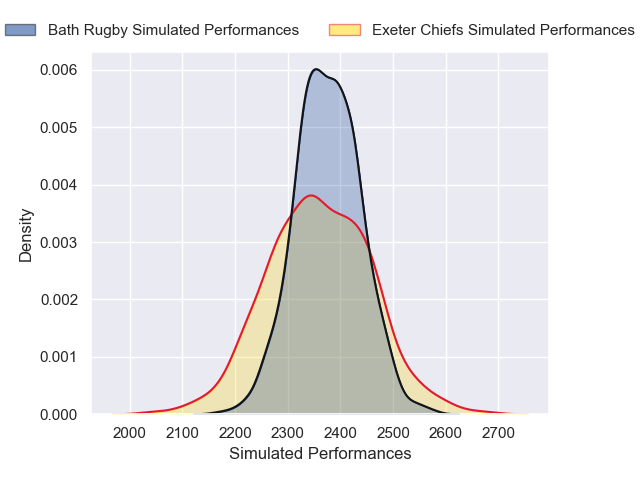 Bath Rugby Simulated Performances Exeter Chiefs Simulated Performances
0.006
0.005
0.004
0.003
0.002
0.001
0.000
Density
2000 2100 2200 2300 2400 2500 2600 2700
Simulated Performances